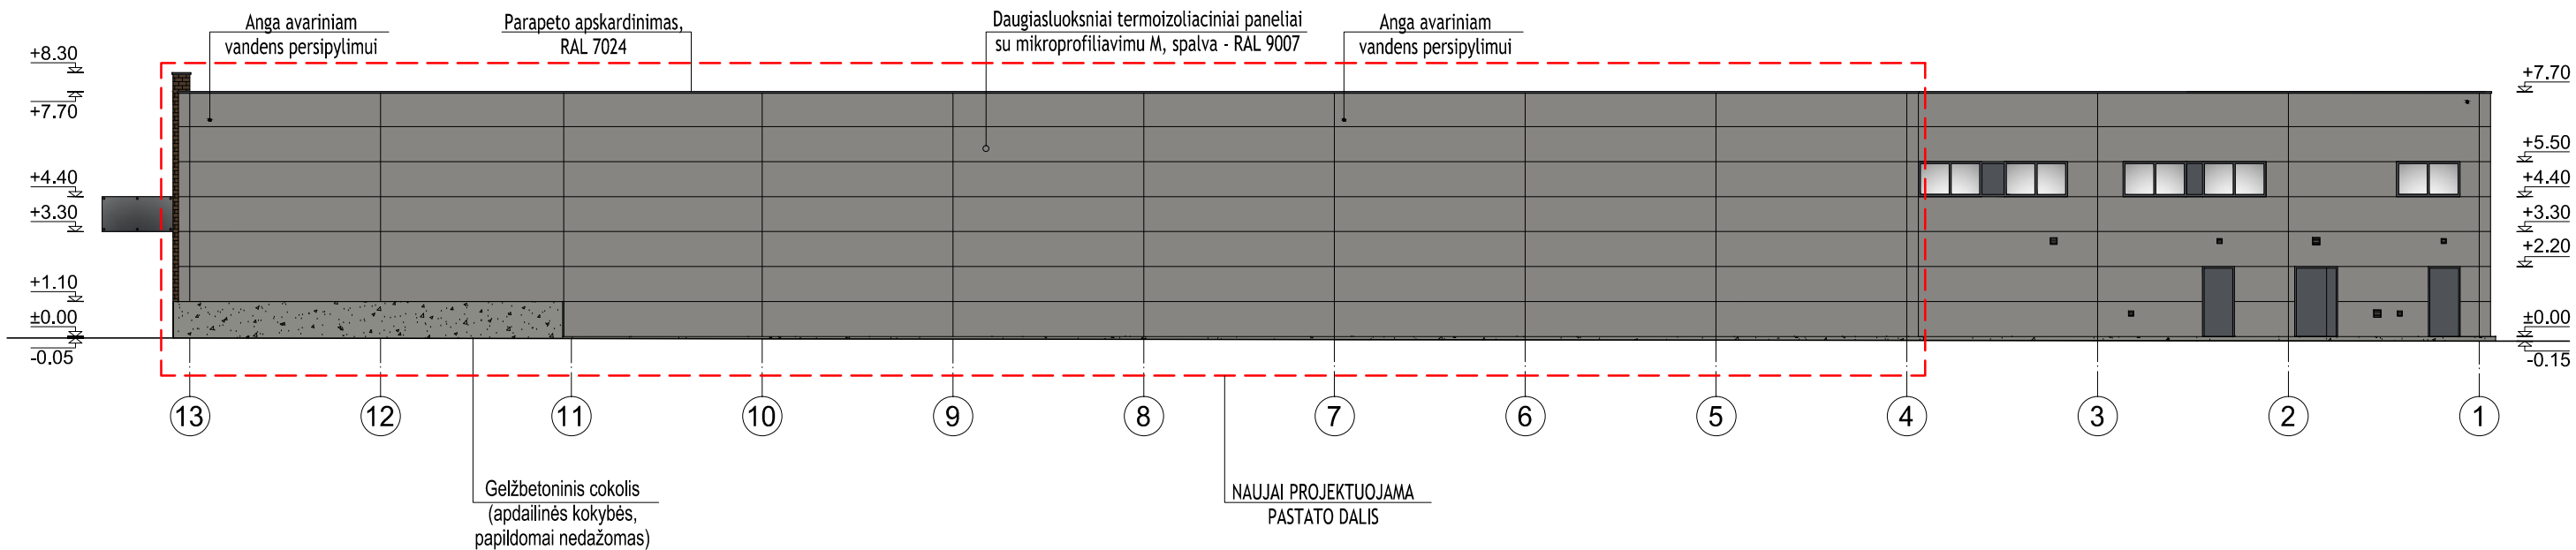 Anga avariniam
vandens persipylimui
Parapeto apskardinimas,
RAL 7024
Daugiasluoksniai termoizoliaciniai paneliai
su mikroprofiliavimu M, spalva - RAL 9007
Anga avariniam
vandens persipylimui
+8.30
+7.70
+4.40
+3.30
+1.10
±0.00
-0.05
+7.70
+5.50
+4.40
+3.30
+2.20
±0.00
-0.15
13
12
11
10
9
8
7
6
5
4
3
2
1
Gelžbetoninis cokolis
(apdailinės kokybės,
papildomai nedažomas)
NAUJAI PROJEKTUOJAMA
PASTATO DALIS